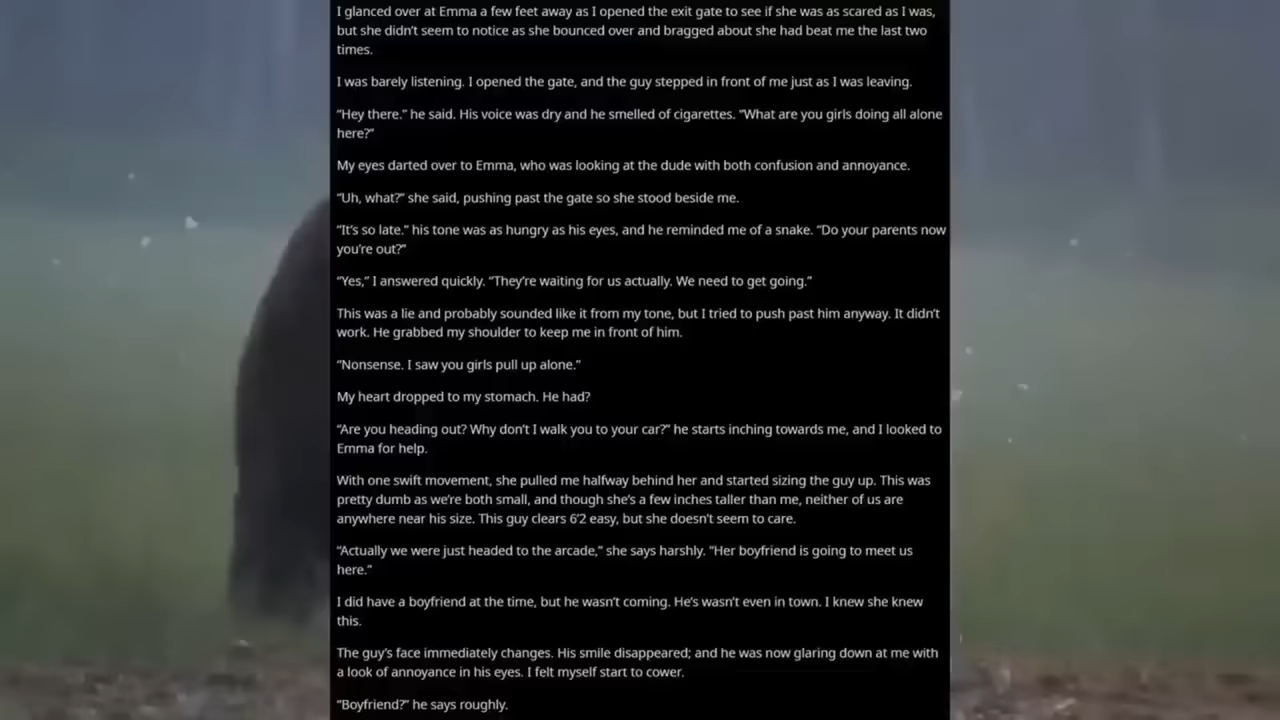 I glanced over at Emma a few feet away as I opened the exit gate to see if she was as scared as I was,
but she didn’t seem to notice as she bounced over and bragged about she had beat me the last two
times.
I was barely listening. I opened the gate, and the guy stepped in front of me just as I was leaving.
“Hey there.” he said. His voice was dry and he smelled of cigarettes. “What are you girls doing all alone
here?”
My eyes darted over to Emma, who was looking at the dude with both confusion and annoyance.
“Uh, what?” she said, pushing past the gate so she stood beside me.
“It’s so late.” his tone was as hungry as his eyes, and he reminded me of a snake. “Do your parents now
you’re out?”
“Yes,” I answered quickly. “They’re waiting for us actually. We need to get going.”
This was a lie and probably sounded like it from my tone, but I tried to push past him anyway. It didn’t
work. He grabbed my shoulder to keep me in front of him.
“Nonsense. I saw you girls pull up alone.”
My heart dropped to my stomach. He had?
“Are you heading out? Why don’t I walk you to your car?” he starts inching towards me, and I looked to
Emma for help.
With one swift movement, she pulled me halfway behind her and started sizing the guy up. This was
pretty dumb as we’re both small, and though she’s a few inches taller than me, neither of us are
anywhere near his size. This guy clears 6’2 easy, but she doesn’t seem to care.
“Actually we were just headed to the arcade,” she says harshly. “Her boyfriend is going to meet us
here.”
I did have a boyfriend at the time, but he wasn’t coming. He’s wasn’t even in town. I knew she knew
this.
The guy’s face immediately changes. His smile disappeared; and he was now glaring down at me with
a look of annoyance in his eyes. I felt myself start to cower.
“Boyfriend?” he says roughly.